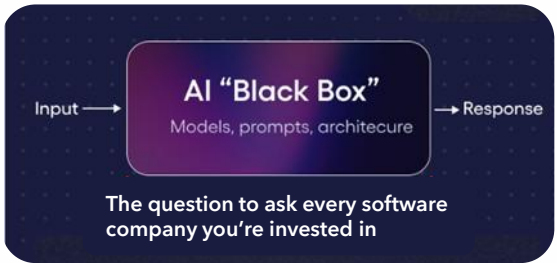 AI “Black Box”
Input
Models, prompts, architecure
Response
The question to ask every software
company you’re invested in